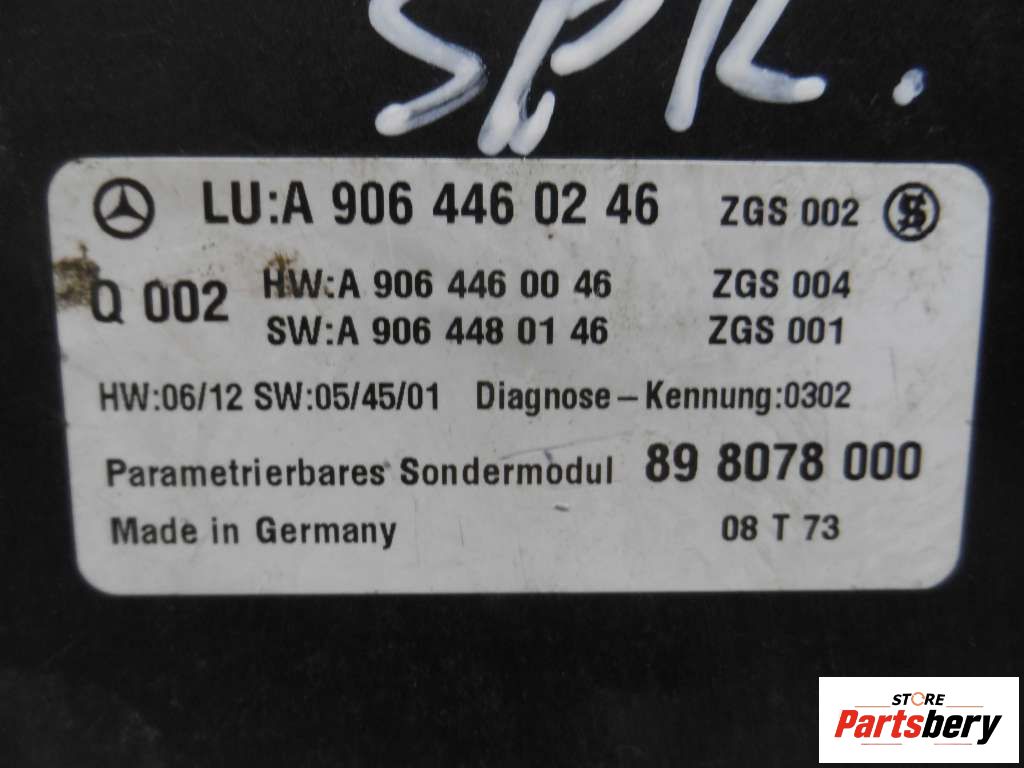 SPR.
LU:A 906 446 02 46 ZGS 002
Q 002 HW:A 906 446 00 46 ZGS 004
SW:A 906 448 01 46 ZGS 001
HW:06/12 SW:05/45/01 Diagnose – Kennung:0302
Parametrierbares Sondermodul 89 8078 000
Made in Germany 08 T 73
STORE
Partsbery